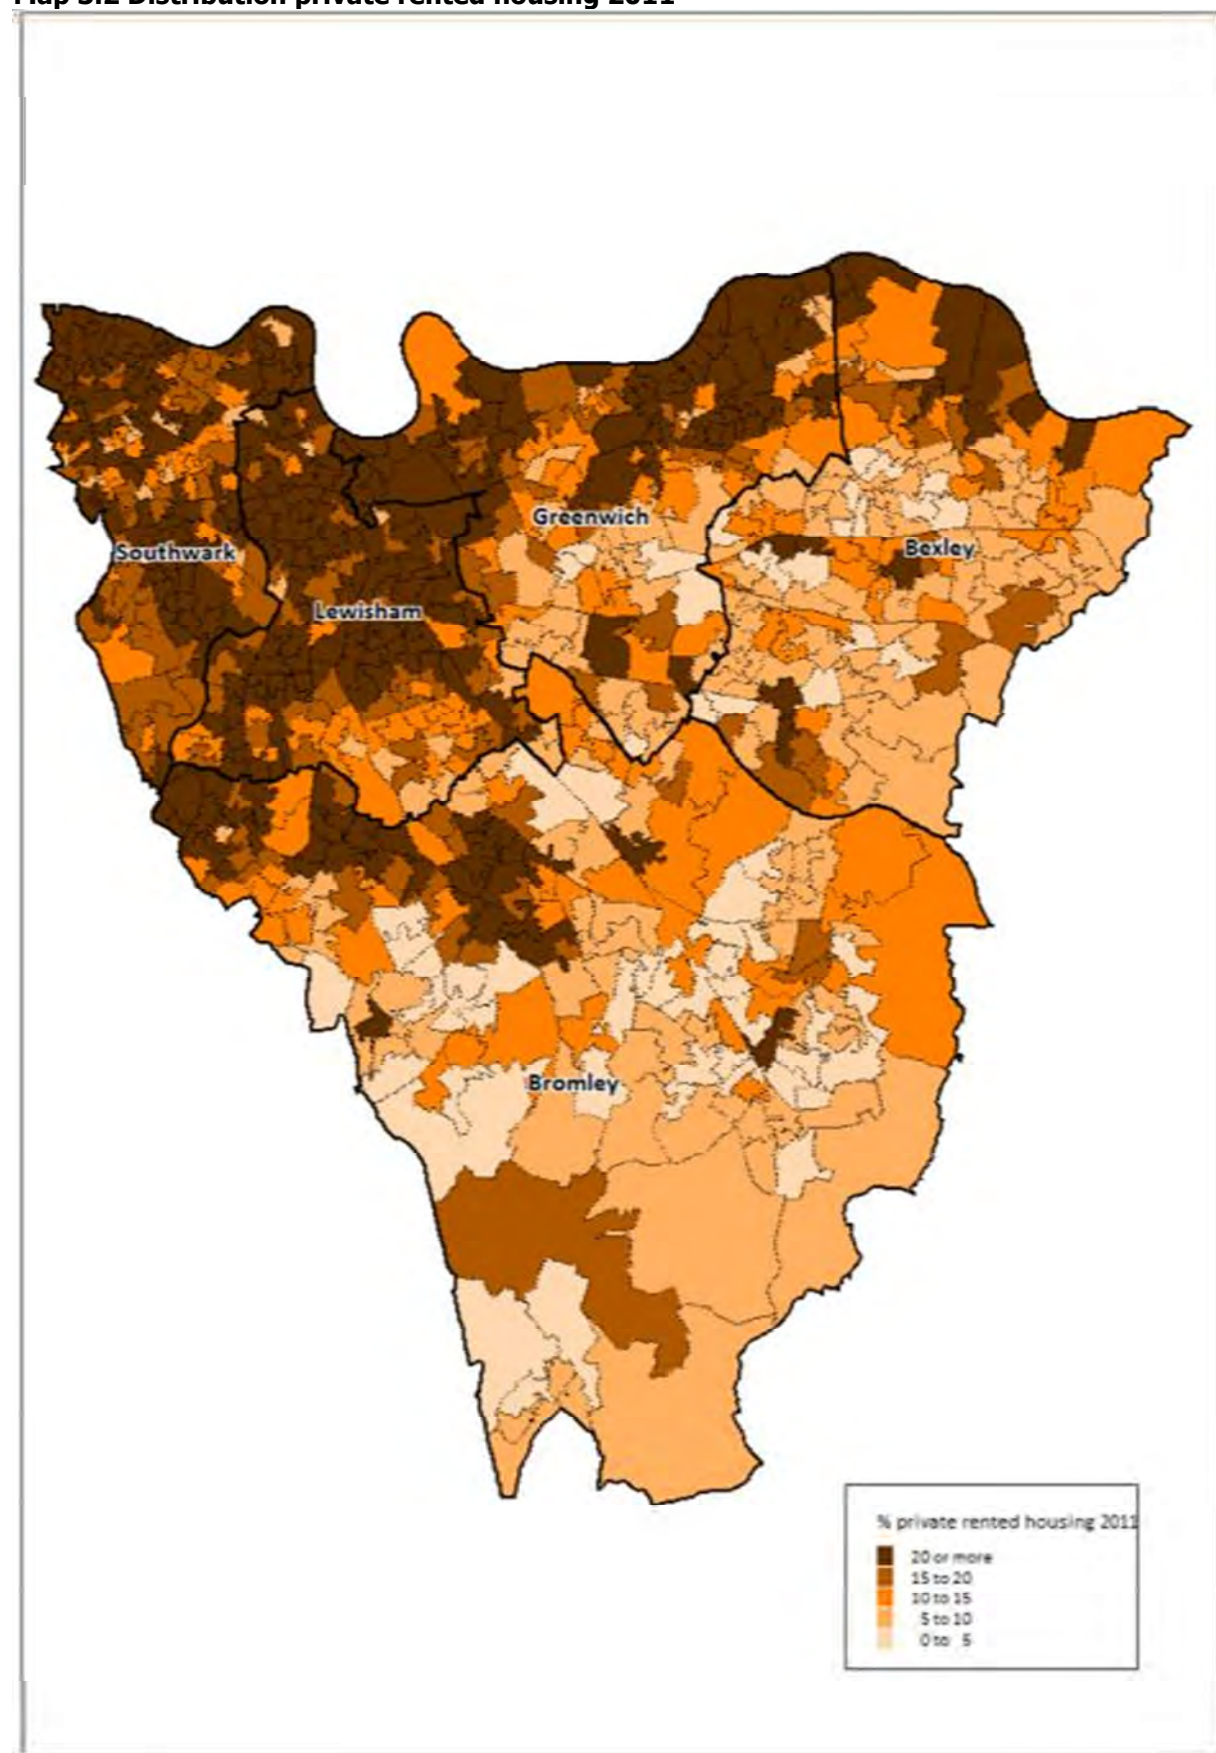 Map 3.2 Distribution private rented housing 2011
Greenwich
Southwark
Bexley
Lewisham
Bromley
% private rented housing 2011
20 or more
15 to 20
10 to 15
5 to 10
0 to 5